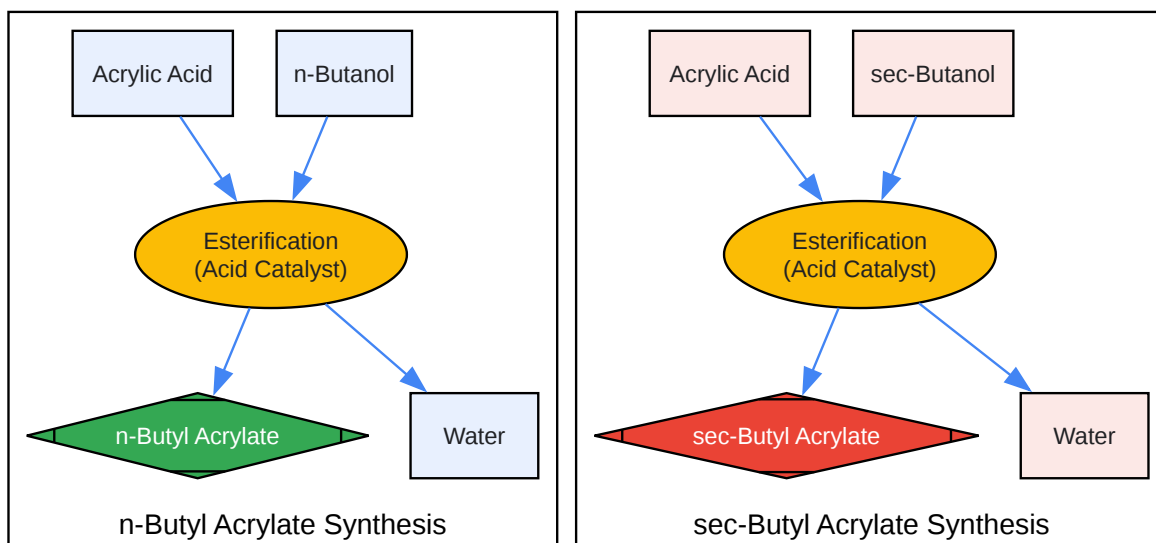 Acrylic Acid
n-Butanol
Esterification
(Acid Catalyst)
n-Butyl Acrylate
Water
n-Butyl Acrylate Synthesis
Acrylic Acid
sec-Butanol
Esterification
(Acid Catalyst)
sec-Butyl Acrylate
Water
sec-Butyl Acrylate Synthesis